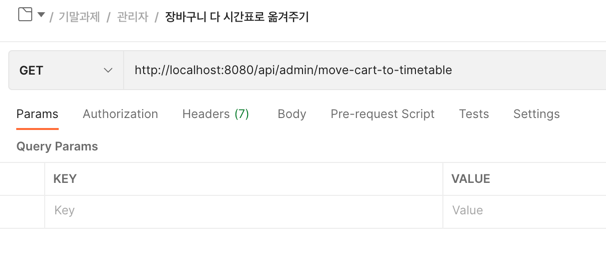 / 기말과제 / 관리자 / 장바구니 다 시간표로 옮겨주기
GET http://localhost:8080/api/admin/move-cart-to-timetable
Params Authorization Headers (7) Body Pre-request Script Tests Settings
Query Params
KEY VALUE
Key Value